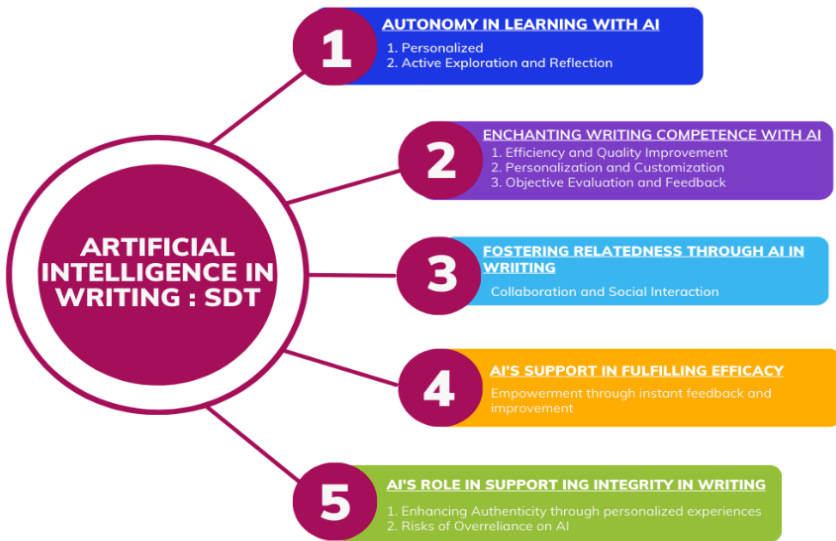 ARTIFICIAL
INTELLIGENCE IN
WRITING : SDT
1
AUTONOMY IN LEARNING WITH AI
1. Personalized
2. Active Exploration and Reflection
2
ENCHANTING WRITING COMPETENCE WITH AI
1. Efficiency and Quality Improvement
2. Personalization and Customization
3. Objective Evaluation and Feedback
3
FOSTERING RELATEDNESS THROUGH AI IN
WRIITING
Collaboration and Social Interaction
4
AI'S SUPPORT IN FULFILLING EFFICACY
Empowerment through instant feedback and
improvement
5
AI'S ROLE IN SUPPORT ING INTEGRITY IN WRITING
1. Enhancing Authenticity through personalized experiences
2. Risks of Overreliance on AI